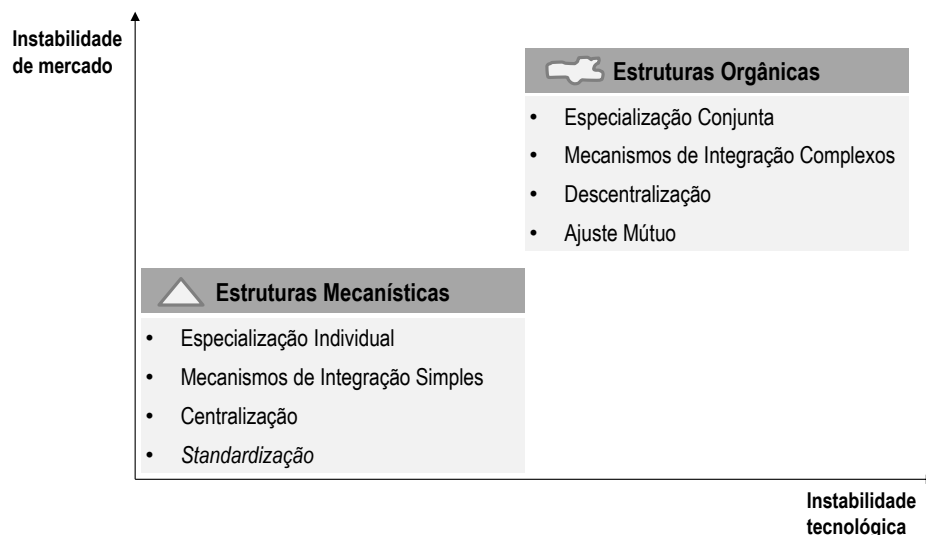 Instabilidade
de mercado
Estruturas Orgânicas
• Especialização Conjunta
• Mecanismos de Integração Complexos
• Descentralização
• Ajuste Mútuo
Estruturas Mecanísticas
• Especialização Individual
• Mecanismos de Integração Simples
• Centralização
• Standardização
Instabilidade
tecnológica